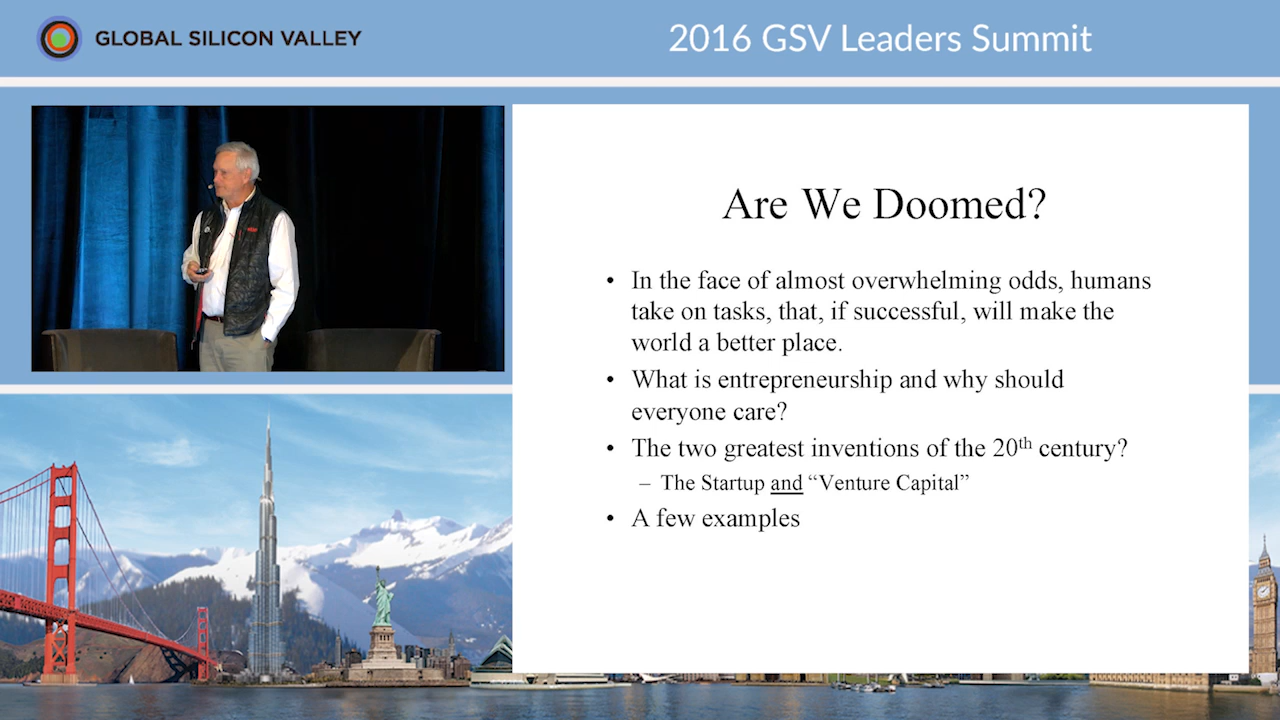 GLOBAL SILICON VALLEY
2016 GSV Leaders Summit
Are We Doomed?
• In the face of almost overwhelming odds, humans
take on tasks, that, if successful, will make the
world a better place.
• What is entrepreneurship and why should
everyone care?
• The two greatest inventions of the 20th century?
– The Startup and “Venture Capital”
• A few examples